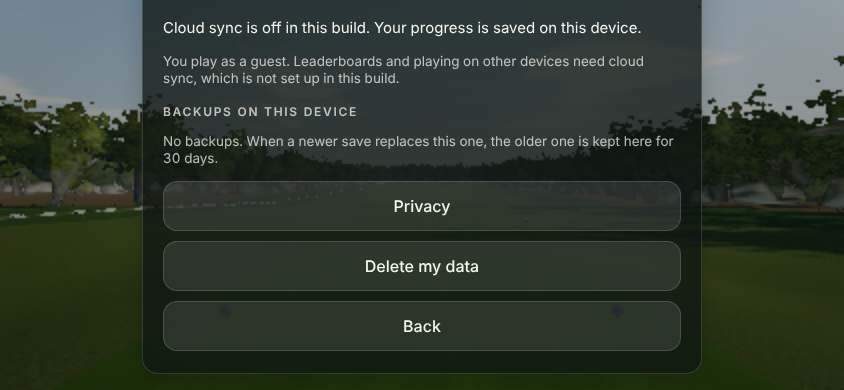 Cloud sync is off in this build. Your progress is saved on this device.
You play as a guest. Leaderboards and playing on other devices need cloud
sync, which is not set up in this build.
BACKUPS ON THIS DEVICE
No backups. When a newer save replaces this one, the older one is kept here for
30 days.
Privacy
Delete my data
Back